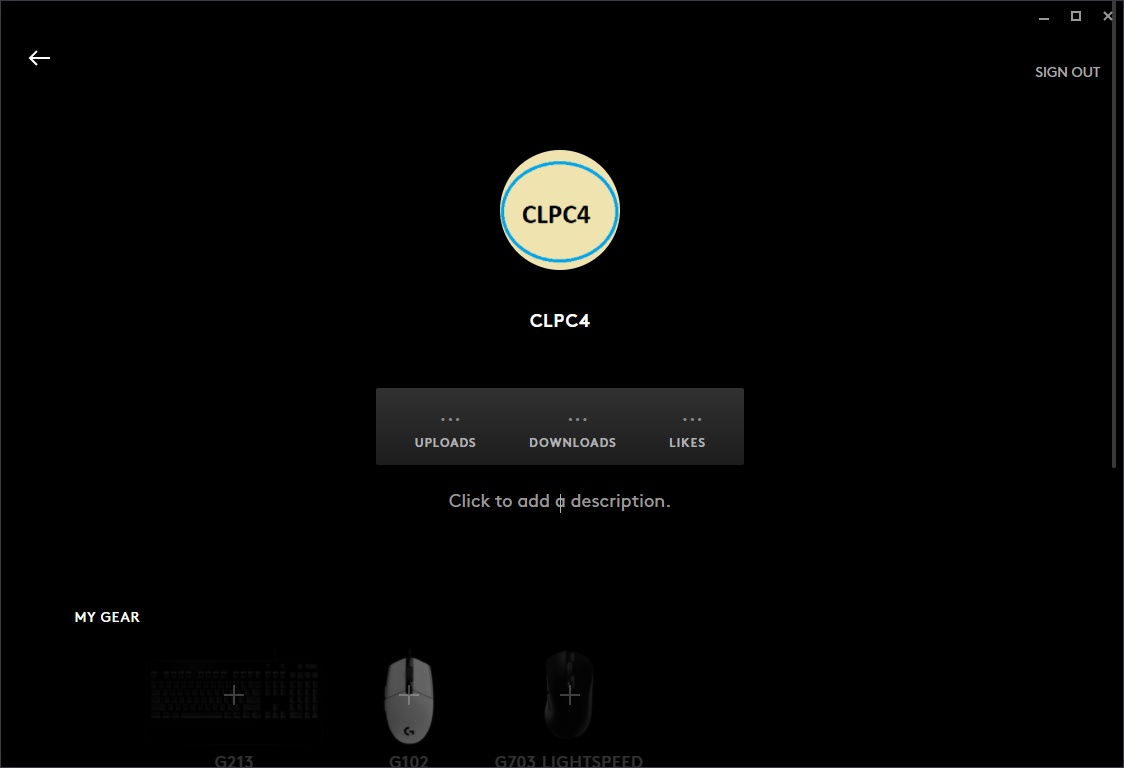 SIGN OUT
CLPC4
CLPC4
... ... ...
UPLOADS DOWNLOADS LIKES
Click to add a description.
MY GEAR
G213 G102 G703 LIGHTSPEED